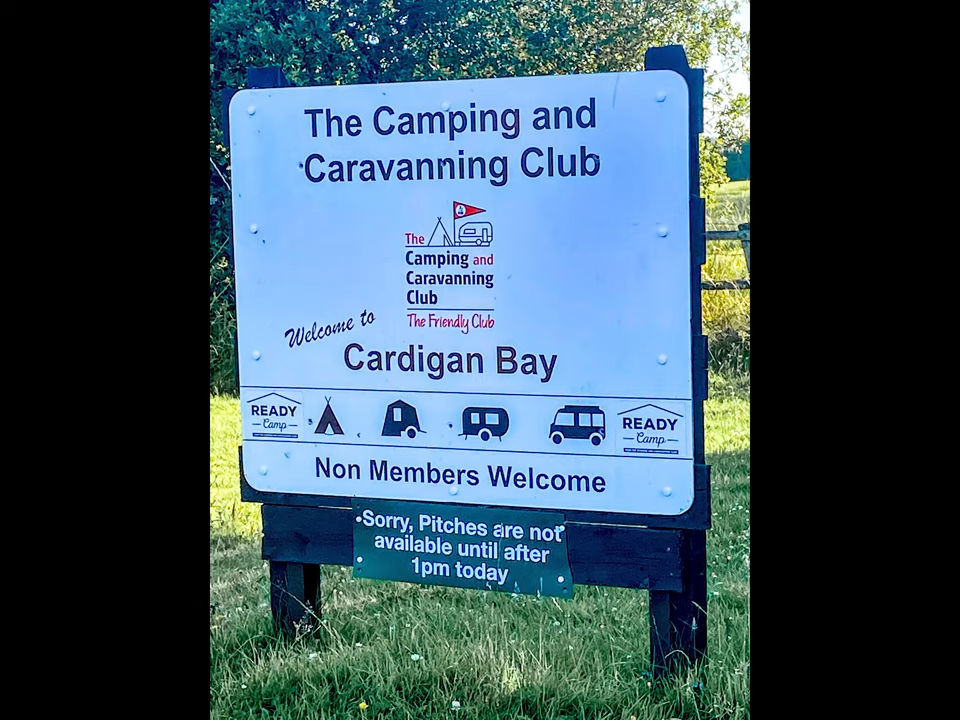 The Camping and
Caravanning Club
The
Camping and
Caravanning
Club
The Friendly Club
Welcome to
Cardigan Bay
READY
Camp
READY
Camp
Non Members Welcome
Sorry, Pitches are not
available until after
1pm today